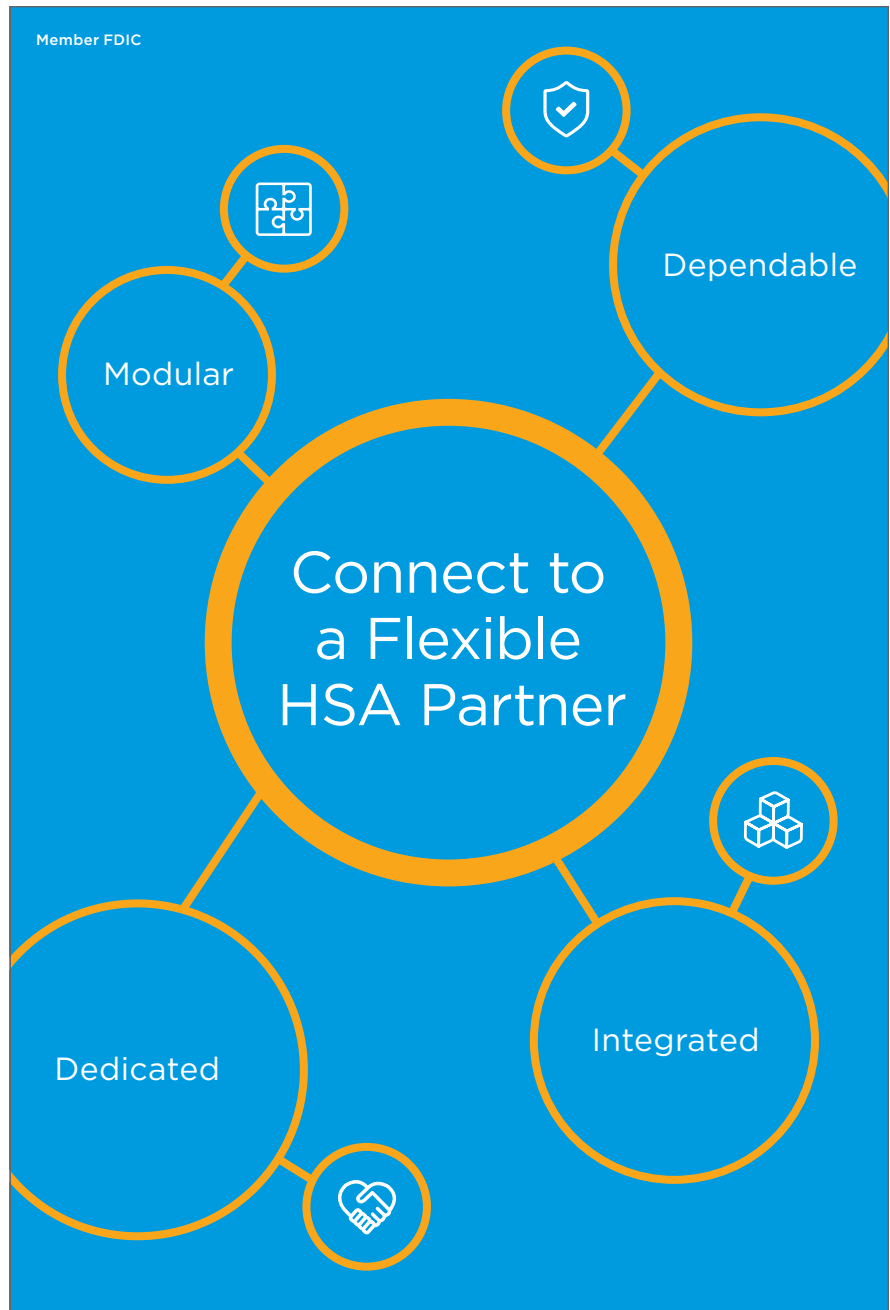 Member FDIC
Dependable
Modular
Connect to
a Flexible
HSA Partner
Integrated
Dedicated